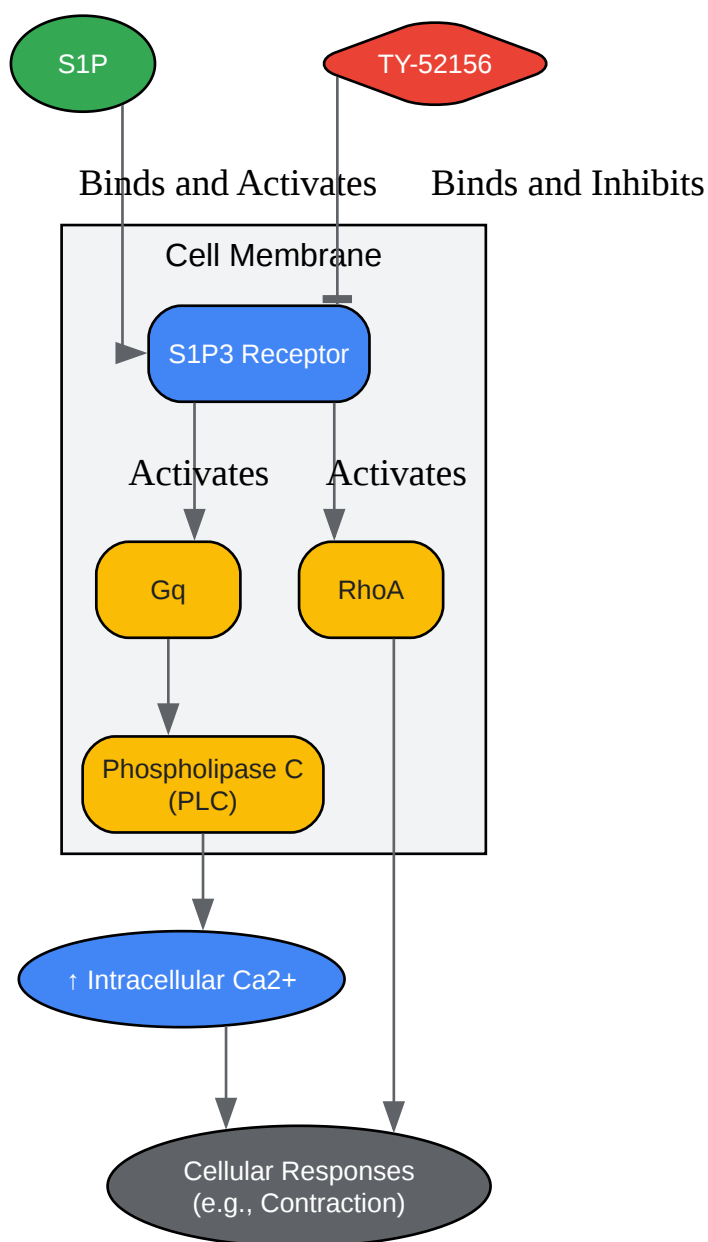 S1P
TY-52156
Binds and Activates
Binds and Inhibits
Cell Membrane
S1P3 Receptor
Activates
Activates
Gq
RhoA
Phospholipase C
(PLC)
↑ Intracellular Ca2+
Cellular Responses
(e.g., Contraction)